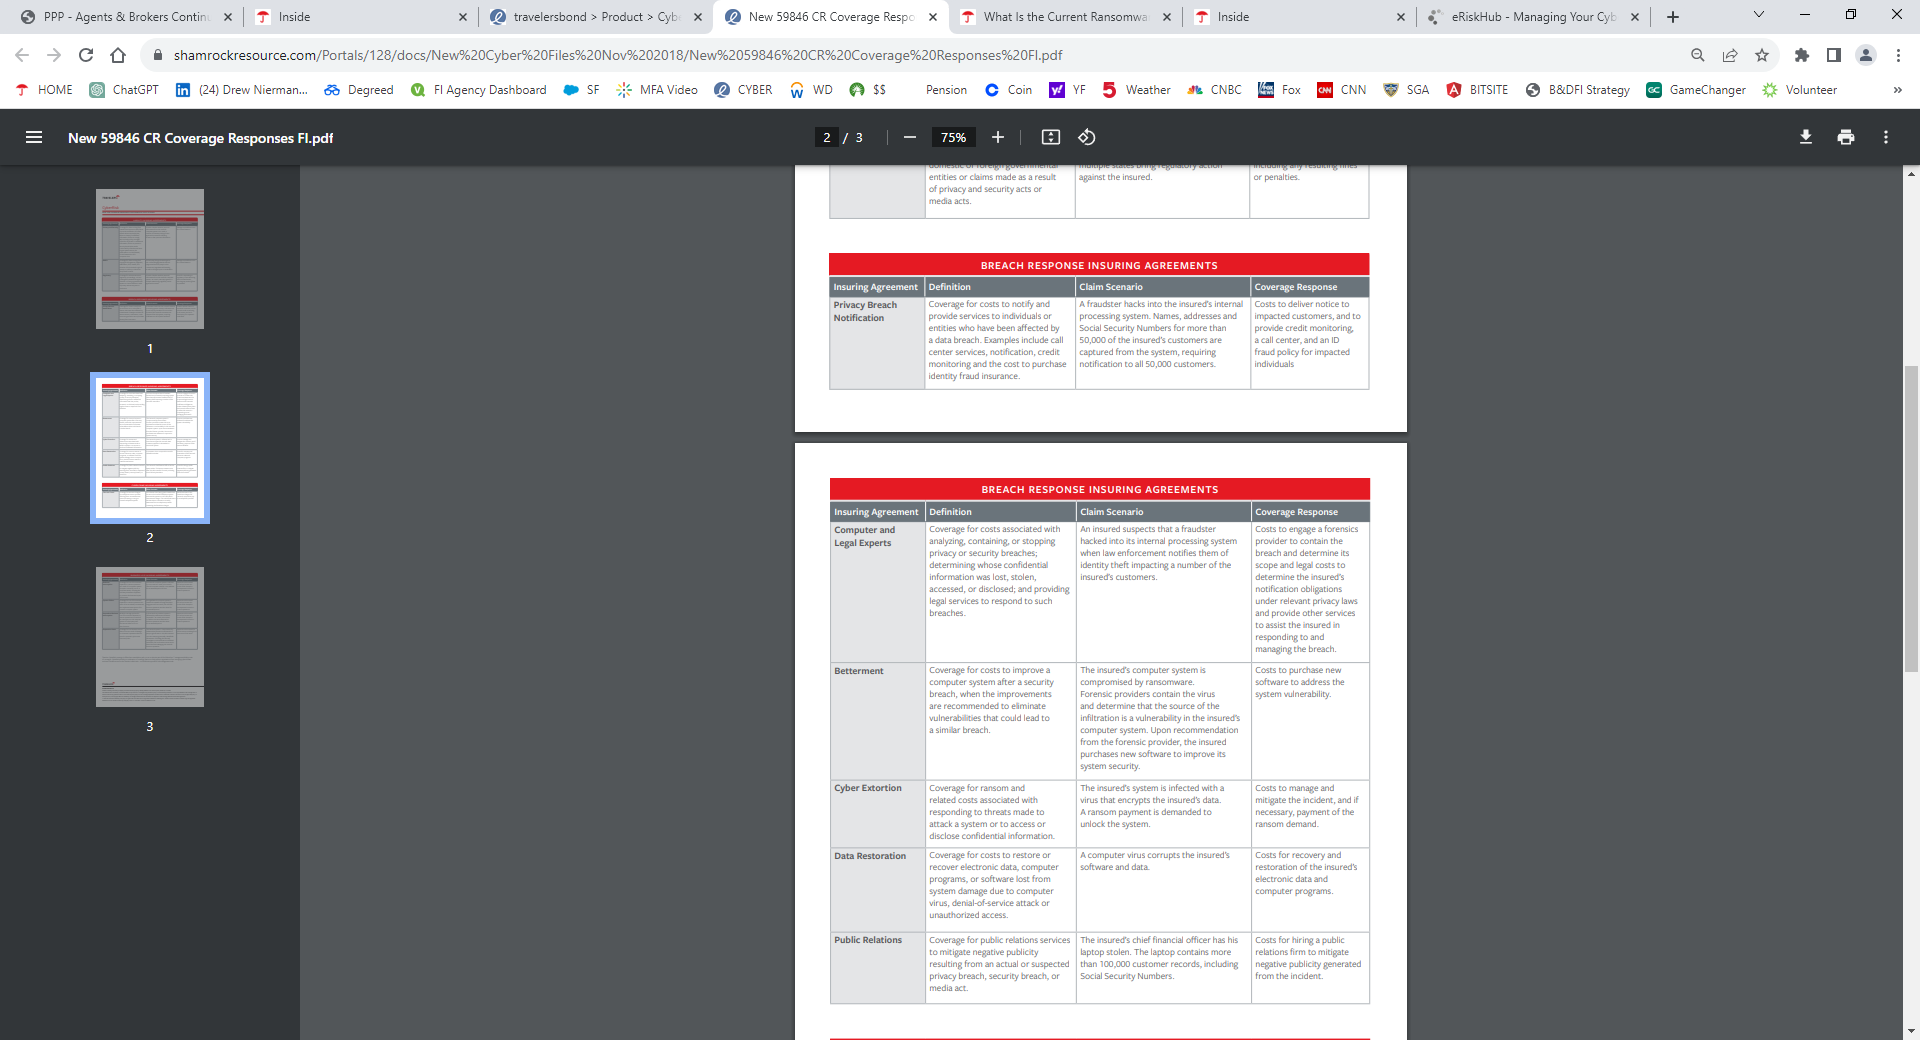 PPP - Agents & Brokers Contin
Inside
travelersbond > Product > Cyb
New 59846 CR Coverage Respo
What Is the Current Ransomwa
Inside
eRiskHub - Managing Your Cyb
shamrockresource.com/Portals/128/docs/New%20Cyber%20Files%20Nov%202018/New%2059846%20CR%20Coverage%20Responses%20FI.pdf
HOME
ChatGPT
(24) Drew Nierman...
Degreed
FI Agency Dashboard
SF
MFA Video
CYBER
WD
$$
Pension
Coin
YF
Weather
CNBC
Fox
CNN
SGA
BITSITE
B&DFI Strategy
GameChanger
Volunteer
New 59846 CR Coverage Responses FI.pdf
2 / 3
75%
1
2
3
domestic or foreign governmental
entities or claims made as a result
of privacy and security acts or
media acts.
multiple states bring regulatory action
against the insured.
including any resulting fines
or penalties.
BREACH RESPONSE INSURING AGREEMENTS
Insuring Agreement
Definition
Claim Scenario
Coverage Response
Privacy Breach
Notification
Coverage for costs to notify and
provide services to individuals or
entities who have been affected by
a data breach. Examples include call
center services, notification, credit
monitoring and the cost to purchase
identity fraud insurance.
A fraudster hacks into the insured's internal
processing system. Names, addresses and
Social Security Numbers for more than
50,000 of the insured's customers are
captured from the system, requiring
notification to all 50,000 customers.
Costs to deliver notice to
impacted customers, and to
provide credit monitoring,
a call center, and an ID
fraud policy for impacted
individuals
BREACH RESPONSE INSURING AGREEMENTS
Insuring Agreement
Definition
Claim Scenario
Coverage Response
Computer and
Legal Experts
Coverage for costs associated with
analyzing, containing, or stopping
privacy or security breaches;
determining whose confidential
information was lost, stolen,
accessed, or disclosed; and providing
legal services to respond to such
breaches.
An insured suspects that a fraudster
hacked into its internal processing system
when law enforcement notifies them of
identity theft impacting a number of the
insured's customers.
Costs to engage a forensics
provider to contain the
breach and determine its
scope and legal costs to
determine the insured's
notification obligations
under relevant privacy laws
and provide other services
to assist the insured in
responding to and
managing the breach.
Betterment
Coverage for costs to improve a
computer system after a security
breach, when the improvements
are recommended to eliminate
vulnerabilities that could lead to
a similar breach.
The insured's computer system is
compromised by ransomware.
Forensic providers contain the virus
and determine that the source of the
infiltration is a vulnerability in the insured's
computer system. Upon recommendation
from the forensic provider, the insured
purchases new software to improve its
system security.
Costs to purchase new
software to address the
system vulnerability.
Cyber Extortion
Coverage for ransom and
related costs associated with
responding to threats made to
attack a system or to access or
disclose confidential information.
The insured's system is infected with a
virus that encrypts the insured's data.
A ransom payment is demanded to
unlock the system.
Costs to manage and
mitigate the incident, and if
necessary, payment of the
ransom demand.
Data Restoration
Coverage for costs to restore or
recover electronic data, computer
programs, or software lost from
system damage due to computer
virus, denial-of-service attack or
unauthorized access.
A computer virus corrupts the insured's
software and data.
Costs for recovery and
restoration of the insured's
electronic data and
computer programs.
Public Relations
Coverage for public relations services
to mitigate negative publicity
resulting from an actual or suspected
privacy breach, security breach, or
media act.
The insured's chief financial officer has his
laptop stolen. The laptop contains more
than 100,000 customer records, including
Social Security Numbers.
Costs for hiring a public
relations firm to mitigate
negative publicity generated
from the incident.